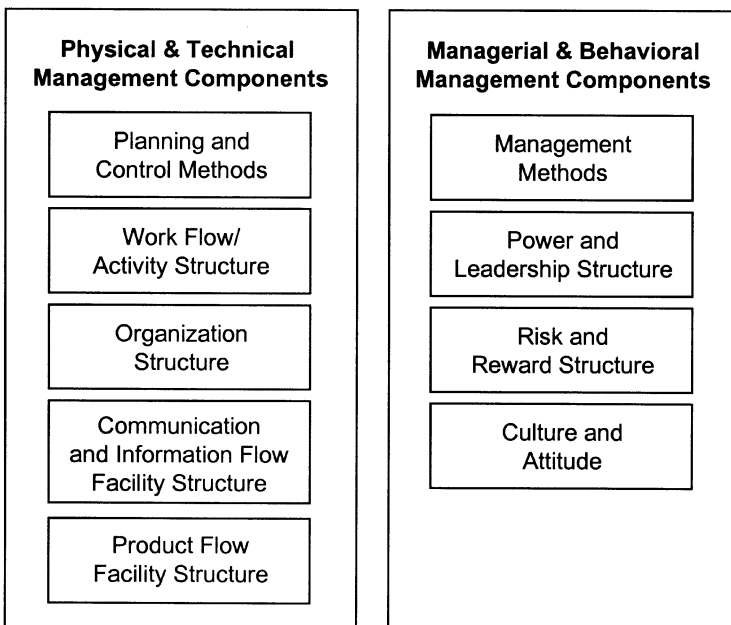 Physical & Technical
Management Components
Planning and
Control Methods
Work Flow/
Activity Structure
Organization
Structure
Communication
and Information Flow
Facility Structure
Product Flow
Facility Structure
Managerial & Behavioral
Management Components
Management
Methods
Power and
Leadership Structure
Risk and
Reward Structure
Culture and
Attitude